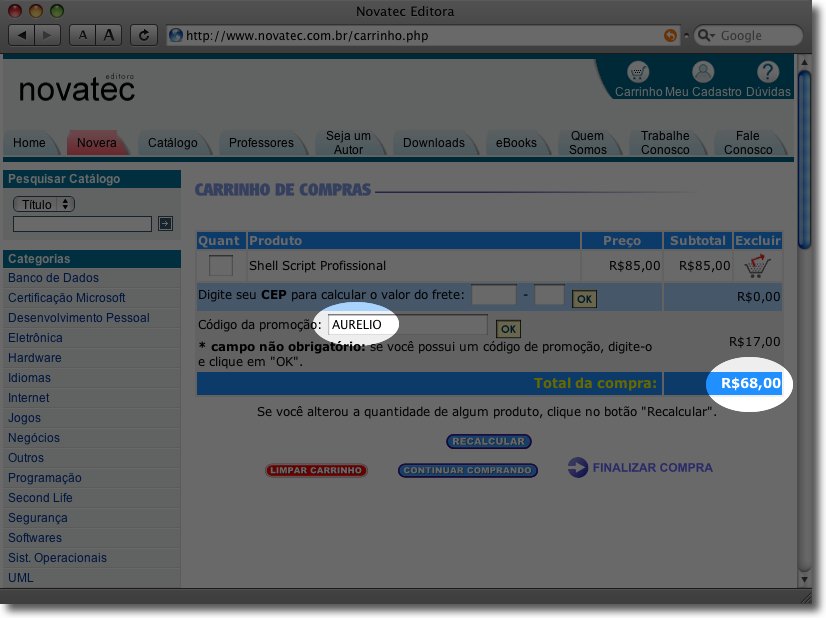 Novatec Editora
A A
http://www.novatec.com.br/carrinho.php
Google
editora
novatec
Carrinho Meu Cadastro Dúvidas
Home Novera Catálogo Professores Seja um Autor Downloads eBooks Quem Somos Trabalhe Conosco Fale Conosco
Pesquisar Catálogo
Título
Categorias
Banco de Dados
Certificação Microsoft
Desenvolvimento Pessoal
Eletrônica
Hardware
Idiomas
Internet
Jogos
Negócios
Outros
Programação
Second Life
Segurança
Softwares
Sist. Operacionais
UML
CARRINHO DE COMPRAS
Quant Produto Preço Subtotal Excluir
Shell Script Profissional R$85,00 R$85,00
Digite seu CEP para calcular o valor do frete: - OK R$0,00
Código da promoção: AURELIO OK
R$17,00
* campo não obrigatório: se você possui um código de promoção, digite-o
e clique em "OK".
Total da compra: R$68,00
Se você alterou a quantidade de algum produto, clique no botão "Recalcular".
RECALCULAR
LIMPAR CARRINHO CONTINUAR COMPRANDO FINALIZAR COMPRA